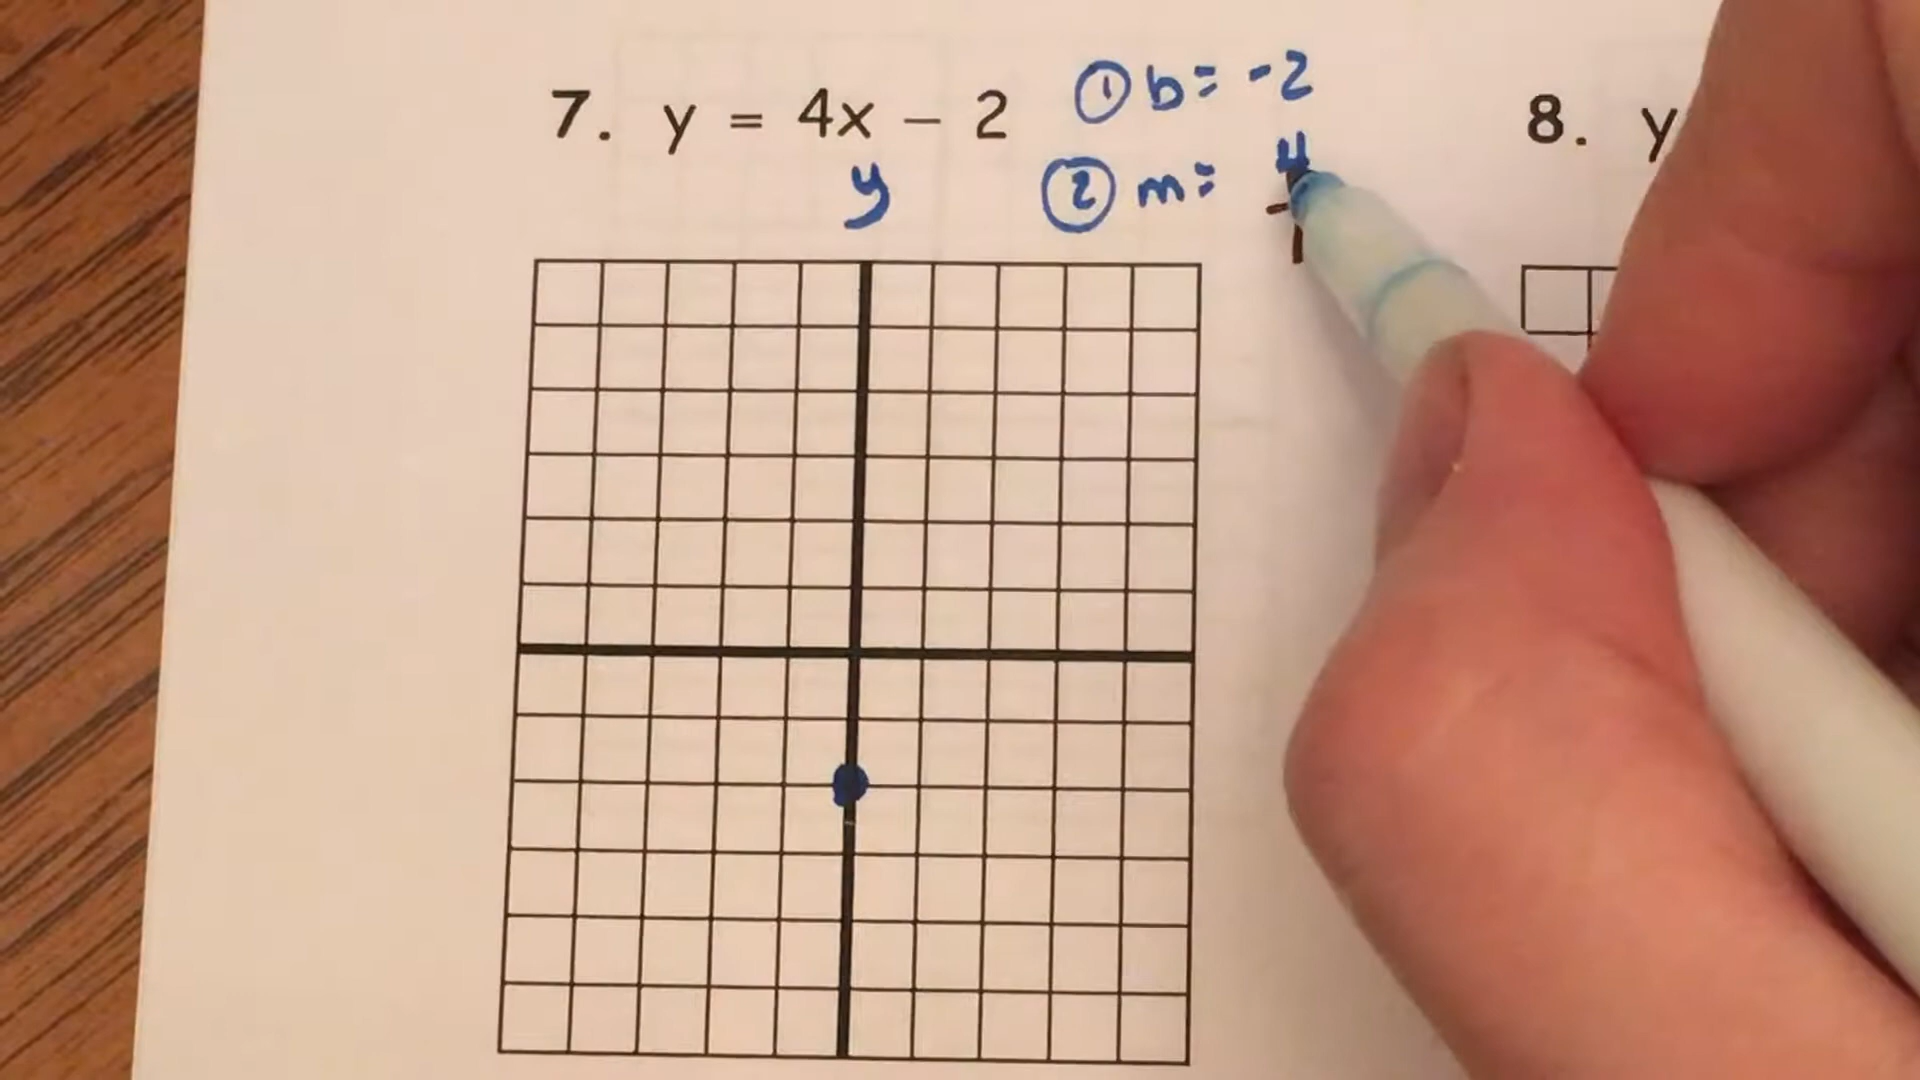 7. y = 4x − 2
① b = -2
8. y
② m = 4/1
y